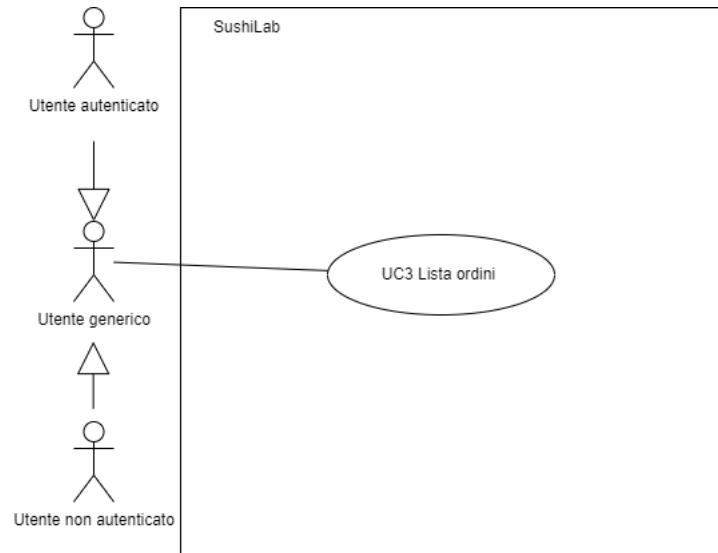 SushiLab
Utente autenticato
UC3 Lista ordini
Utente generico
Utente non autenticato